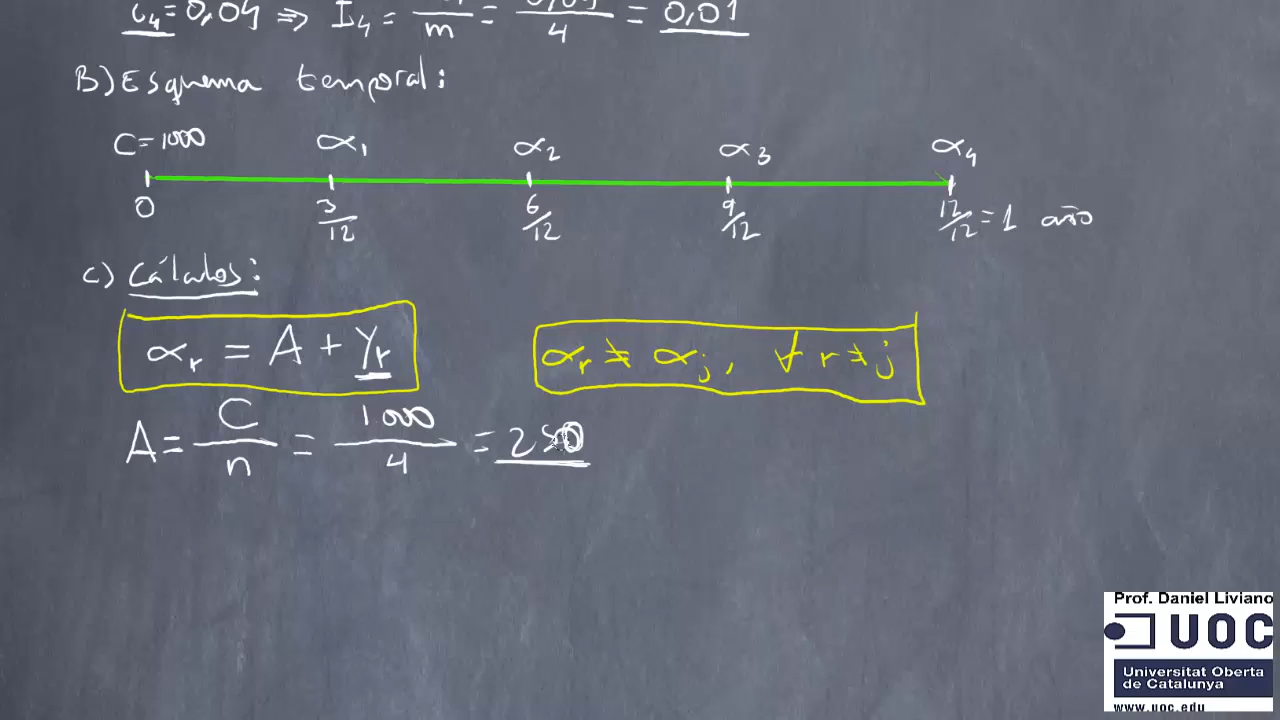 i₄ = 0,04 ⇒ I₄ = — / m = — / 4 = 0,01
B) Esquema temporal:
C = 1000 α₁ α₂ α₃ α₄
0 3/12 6/12 9/12 12/12 = 1 año
C) Cálculos:
αᵣ = A + Yᵣ αᵣ ≠ αⱼ, ∀ r ≠ j
A = C/n = 1000/4 = 250
Prof. Daniel Liviano
UOC
Universitat Oberta
de Catalunya
www.uoc.edu